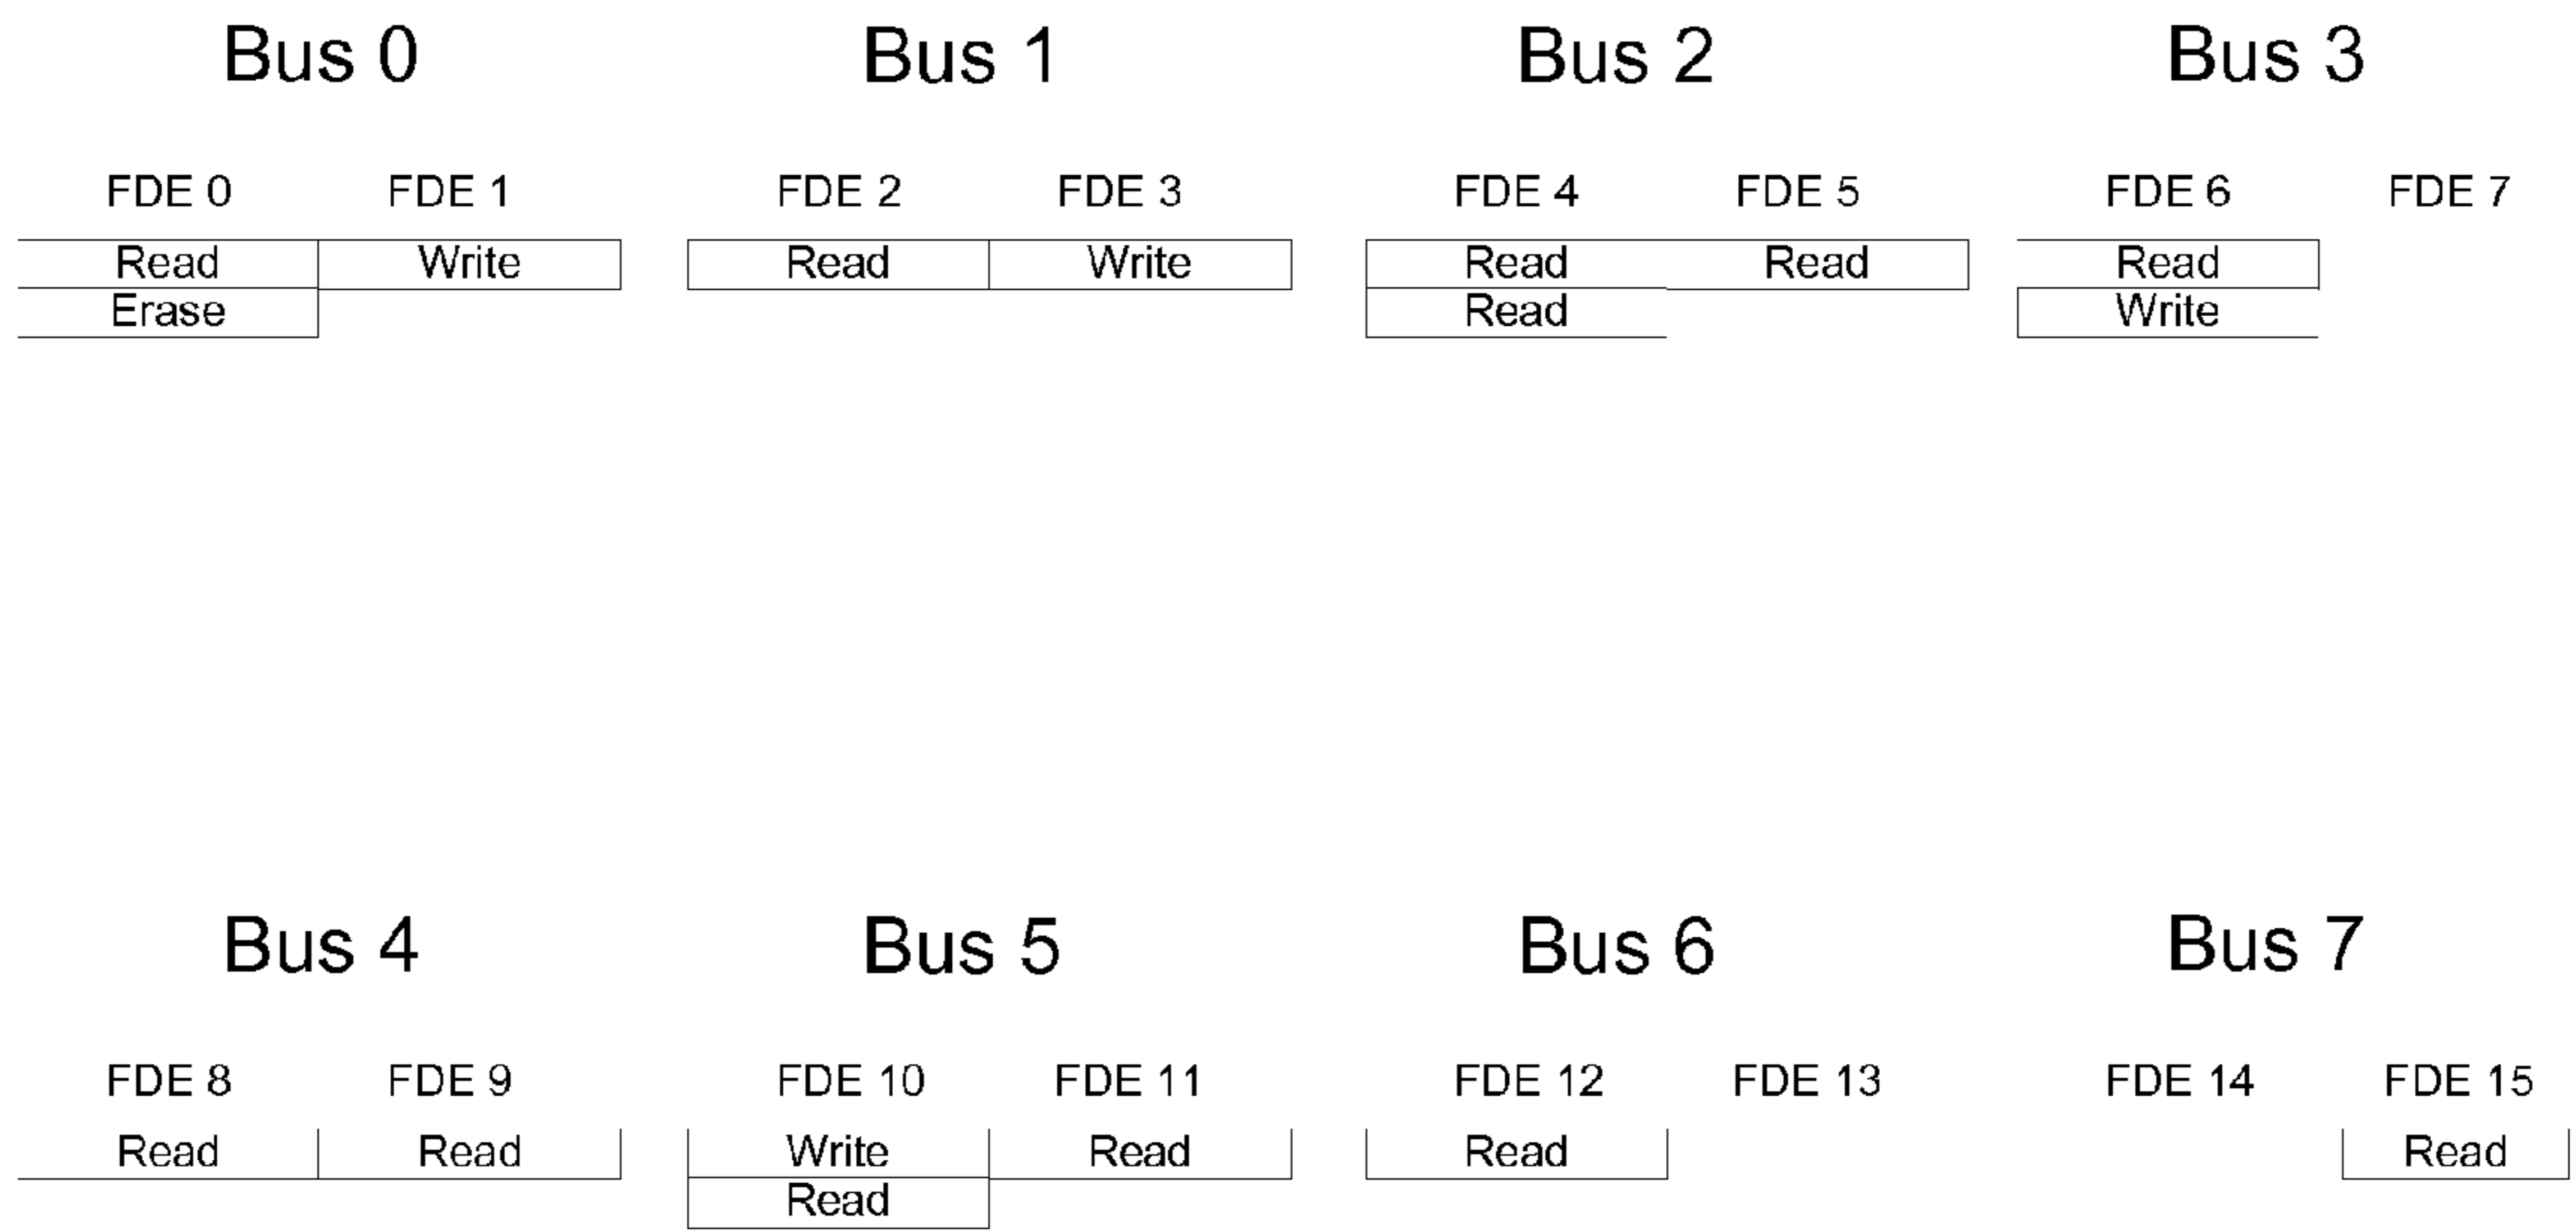 Bus 0 Bus 1 Bus 2 Bus 3
FDE 0 FDE 1 FDE 2 FDE 3 FDE 4 FDE 5 FDE 6 FDE 7
Read Write Read Write Read Read Read
Erase Read Write
Bus 4 Bus 5 Bus 6 Bus 7
FDE 8 FDE 9 FDE 10 FDE 11 FDE 12 FDE 13 FDE 14 FDE 15
Read Read Write Read Read Read
Read